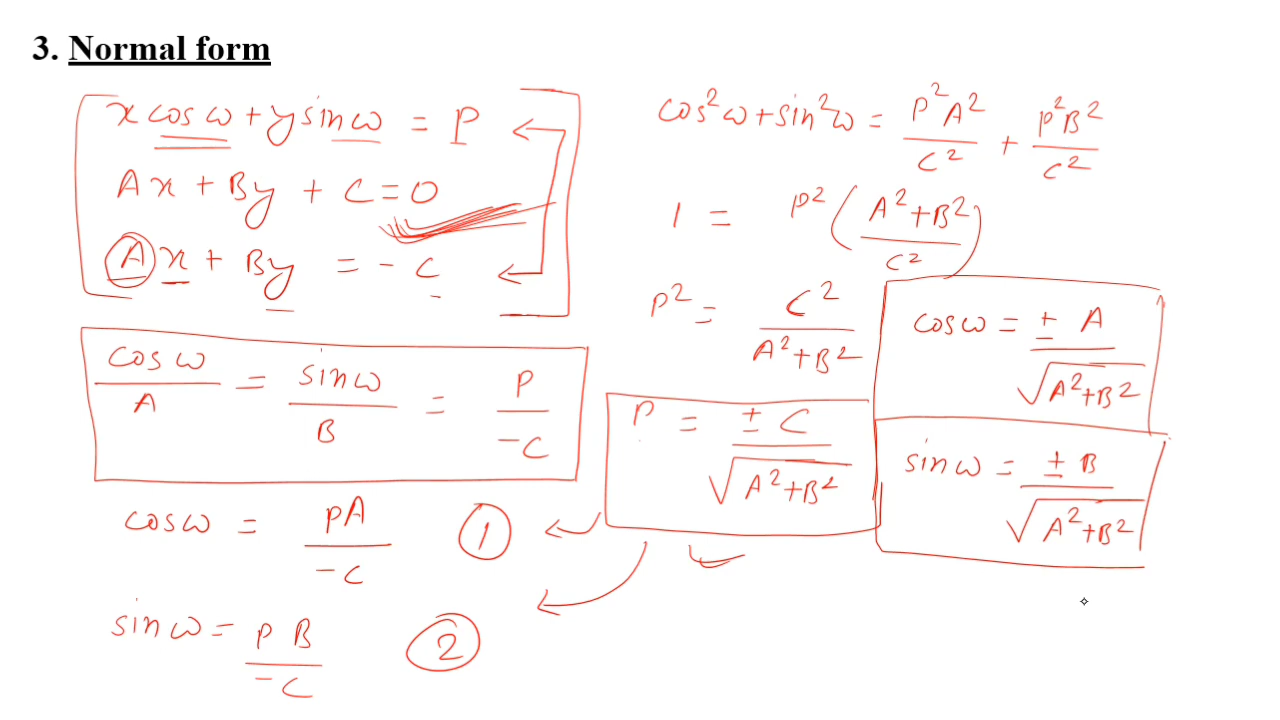 3. Normal form
x cos ω + y sin ω = P
Ax + By + C = 0
Ax + By = - C
cos ω / A = sin ω / B = P / -C
cos ω = PA / -C ①
sin ω = P B / -C ②
cos²ω + sin²ω = P²A² / C² + P²B² / C²
1 = P² (A² + B² / C²)
P² = C² / A² + B²
P = ± C / √A² + B²
cos ω = ± A / √A² + B²
sin ω = ± B / √A² + B²